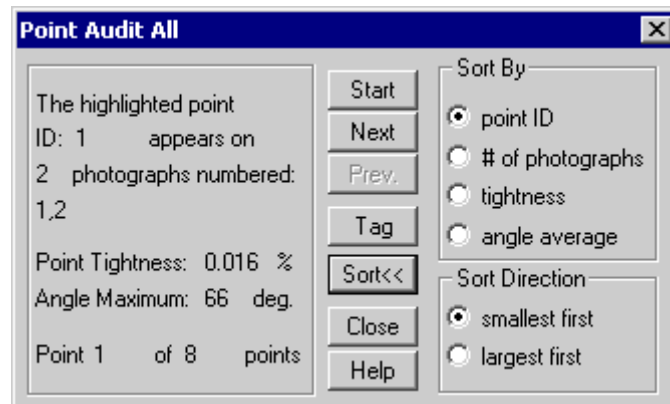 Point Audit All
The highlighted point
ID: 1 appears on
2 photographs numbered:
1,2
Point Tightness: 0.016 %
Angle Maximum: 66 deg.
Point 1 of 8 points
Start
Next
Prev.
Tag
Sort<<
Close
Help
Sort By
point ID
# of photographs
tightness
angle average
Sort Direction
smallest first
largest first